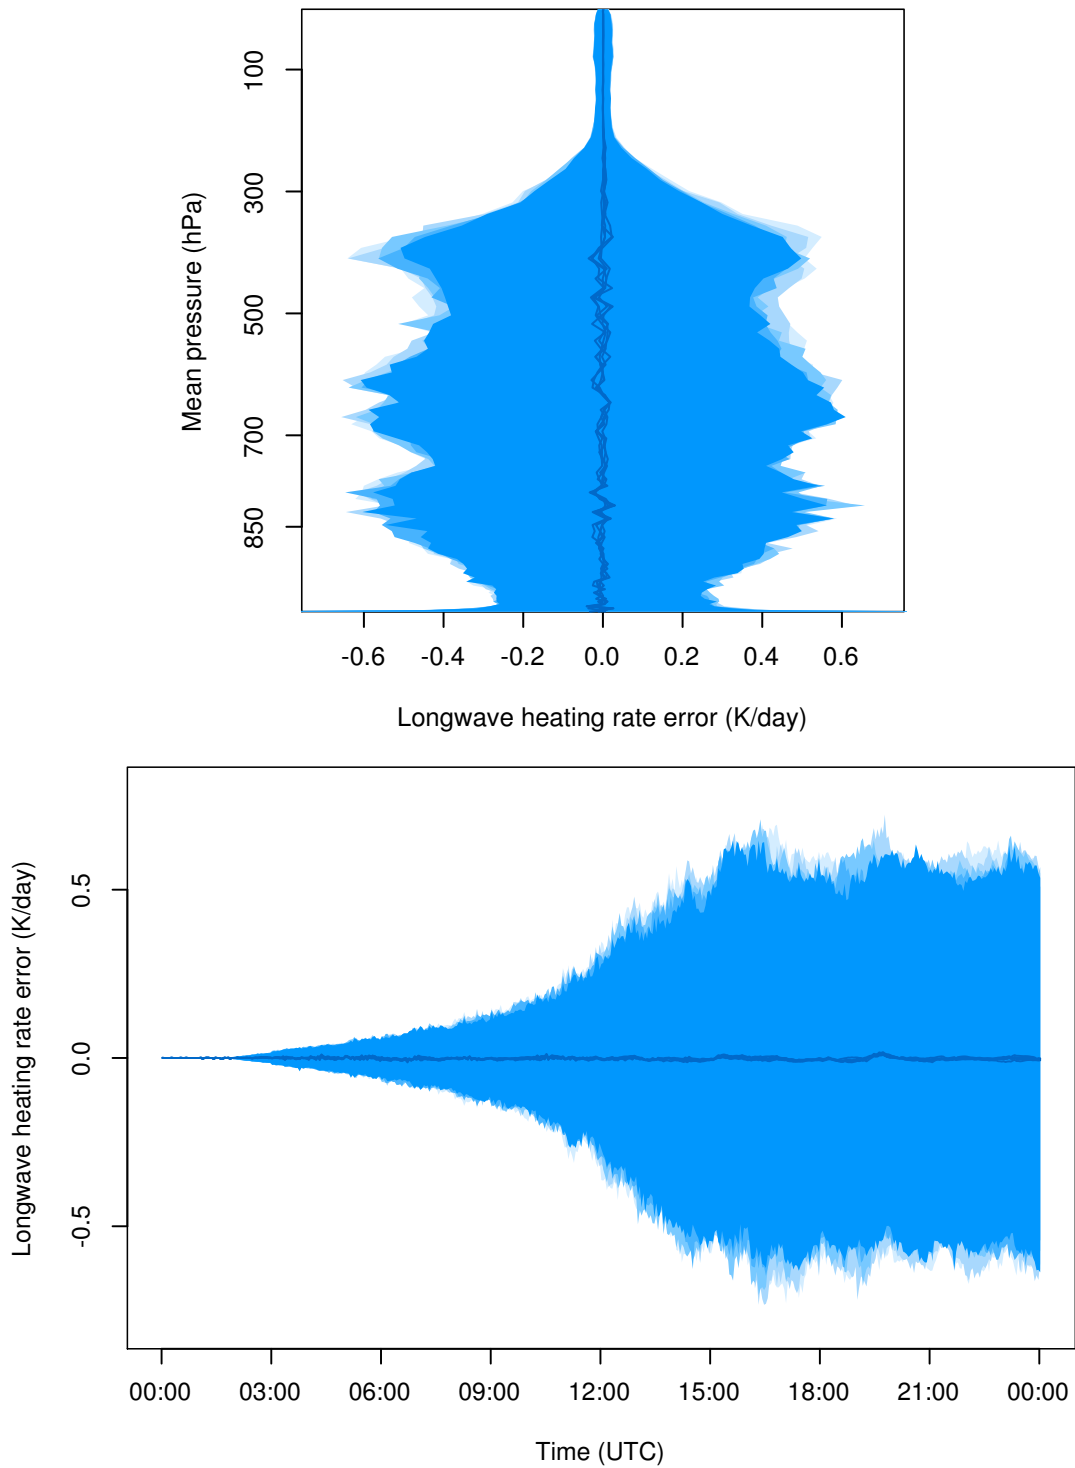 100
300
500
700
850
Mean pressure (hPa)
-0.6 -0.4 -0.2 0.0 0.2 0.4 0.6
Longwave heating rate error (K/day)
0.5
0.0
-0.5
Longwave heating rate error (K/day)
00:00 03:00 06:00 09:00 12:00 15:00 18:00 21:00 00:00
Time (UTC)